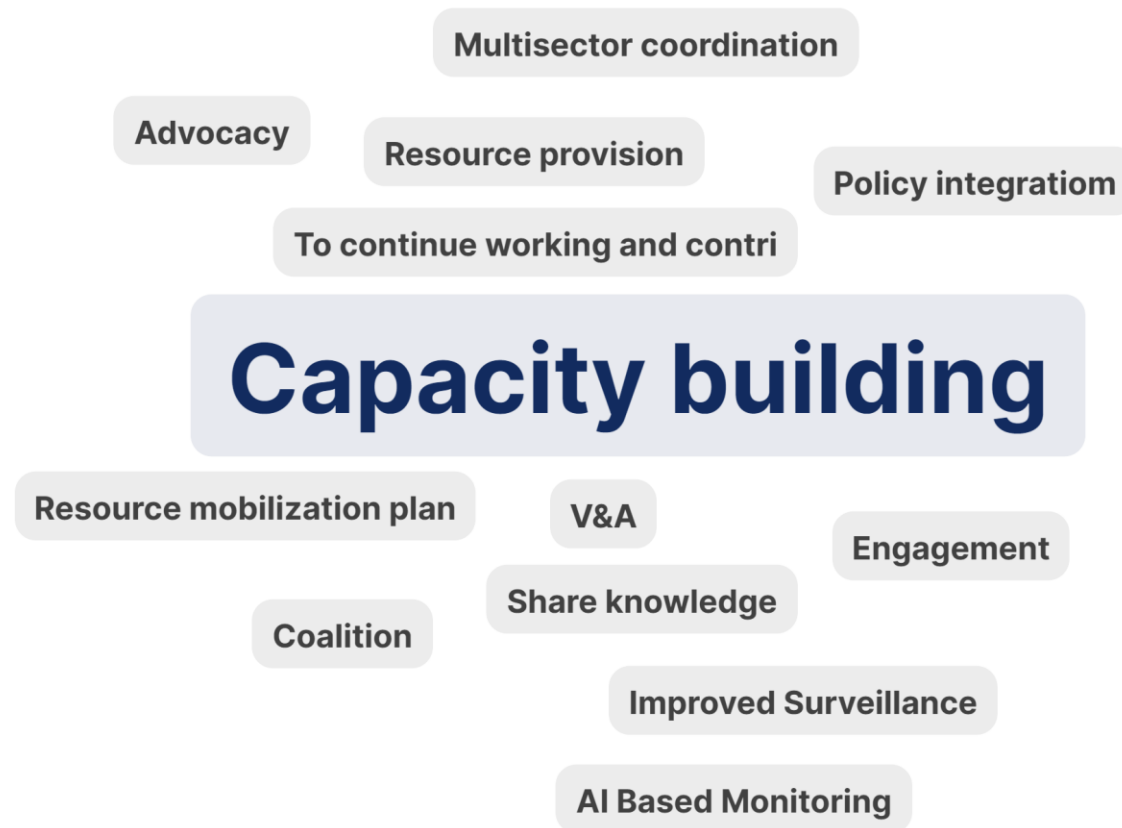 Multisector coordination
Advocacy
Resource provision
Policy integratiom
To continue working and contri
Capacity building
Resource mobilization plan
V&A
Engagement
Share knowledge
Coalition
Improved Surveillance
AI Based Monitoring